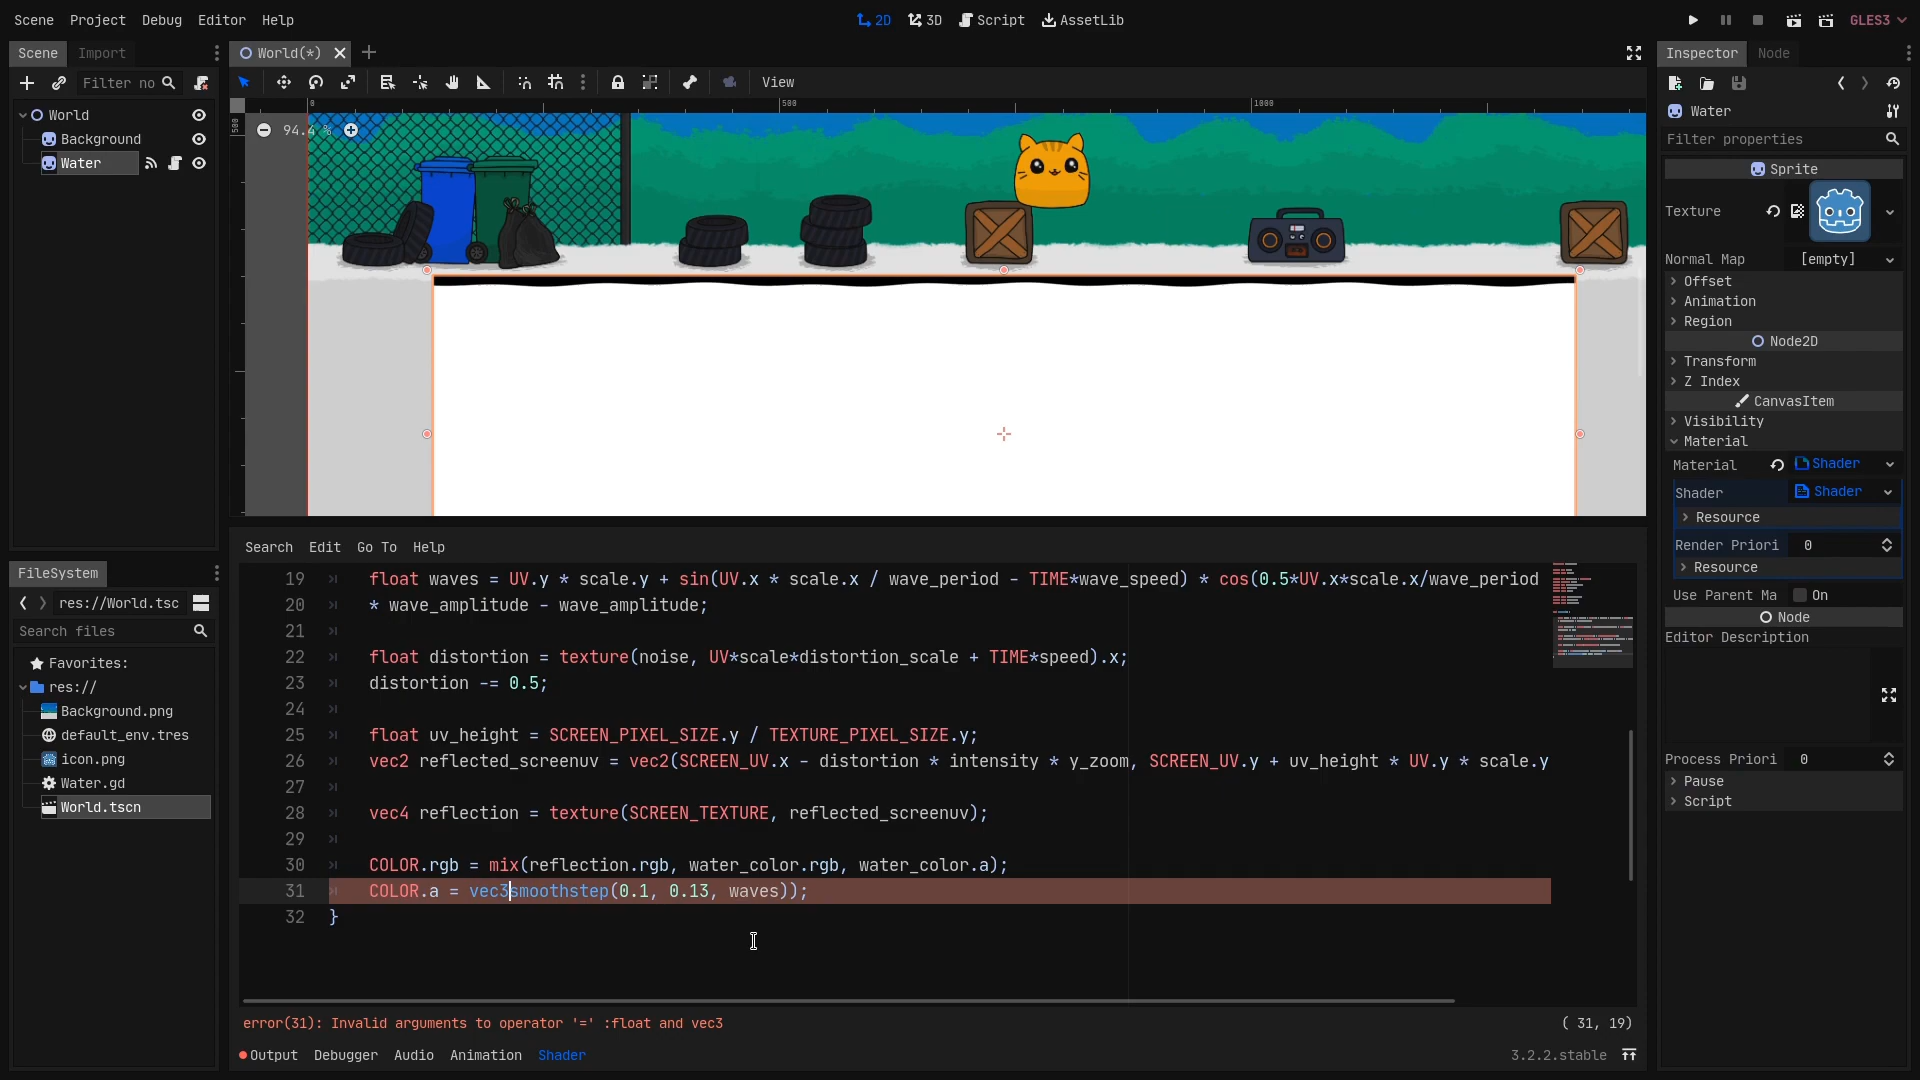 Scene Project Debug Editor Help
2D 3D Script AssetLib
GLES3
Scene Import
World(*)
Inspector Node
Filter no
View
World
Background
Water
0 500 1000
500
94.4 %
Water
Filter properties
Sprite
Texture
Normal Map [empty]
Offset
Animation
Region
Node2D
Transform
Z Index
CanvasItem
Visibility
Material
Material Shader
Shader Shader
Resource
Render Priori 0
Resource
Use Parent Ma On
Node
Editor Description
Process Priori 0
Pause
Script
FileSystem
res://World.tsc
Search files
Favorites:
res://
Background.png
default_env.tres
icon.png
Water.gd
World.tscn
Search Edit Go To Help
19 float waves = UV.y * scale.y + sin(UV.x * scale.x / wave_period - TIME*wave_speed) * cos(0.5*UV.x*scale.x/wave_period
20 * wave_amplitude - wave_amplitude;
21
22 float distortion = texture(noise, UV*scale*distortion_scale + TIME*speed).x;
23 distortion -= 0.5;
24
25 float uv_height = SCREEN_PIXEL_SIZE.y / TEXTURE_PIXEL_SIZE.y;
26 vec2 reflected_screenuv = vec2(SCREEN_UV.x - distortion * intensity * y_zoom, SCREEN_UV.y + uv_height * UV.y * scale.y
27
28 vec4 reflection = texture(SCREEN_TEXTURE, reflected_screenuv);
29
30 COLOR.rgb = mix(reflection.rgb, water_color.rgb, water_color.a);
31 COLOR.a = vec3smoothstep(0.1, 0.13, waves));
32 }
error(31): Invalid arguments to operator '=' :float and vec3
( 31, 19)
Output Debugger Audio Animation Shader
3.2.2.stable